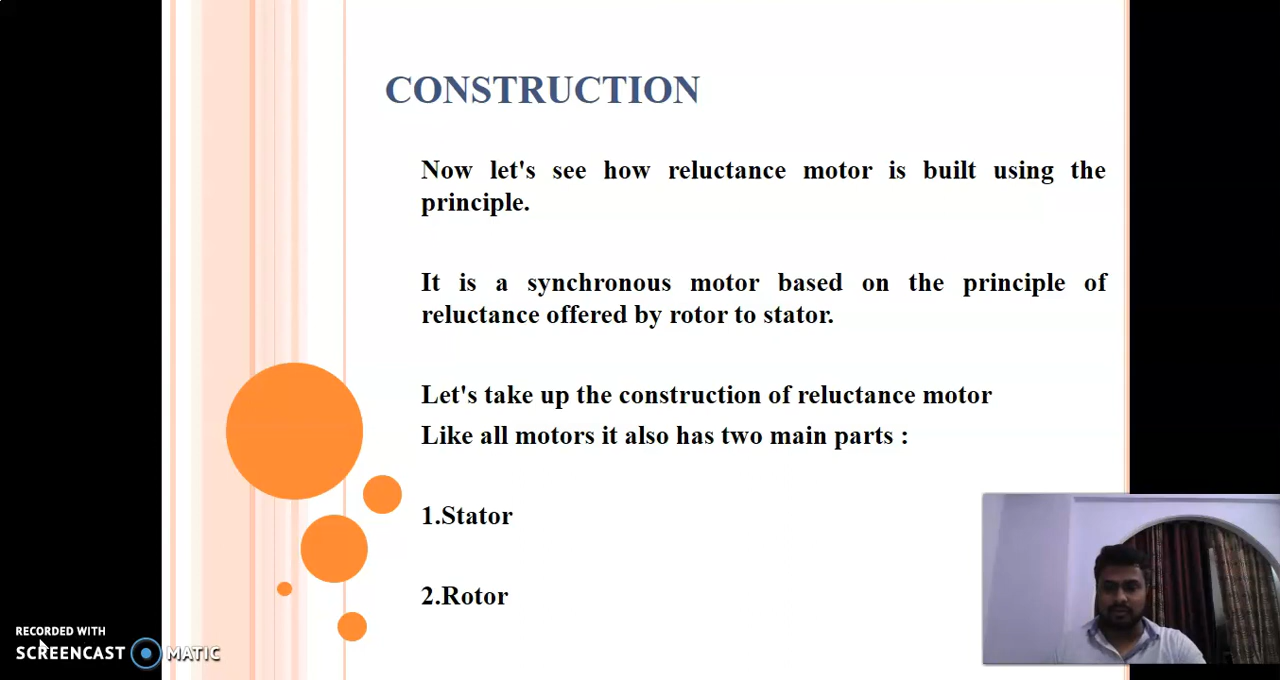 CONSTRUCTION
Now let's see how reluctance motor is built using the
principle.
It is a synchronous motor based on the principle of
reluctance offered by rotor to stator.
Let's take up the construction of reluctance motor
Like all motors it also has two main parts :
1.Stator
2.Rotor
RECORDED WITH
SCREENCAST MATIC